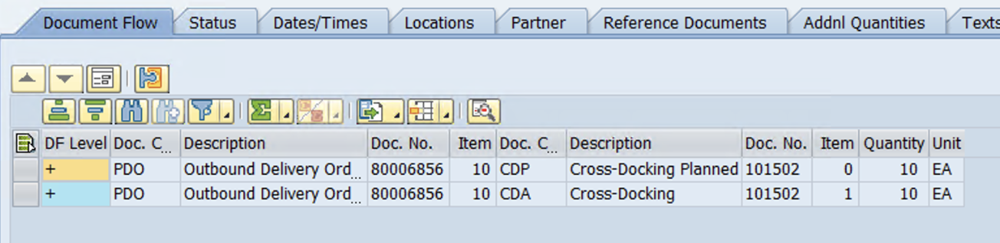 Document Flow Status Dates/Times Locations Partner Reference Documents Addnl Quantities Texts
DF Level Doc. C... Description Doc. No. Item Doc. C... Description Doc. No. Item Quantity Unit
+ PDO Outbound Delivery Ord... 80006856 10 CDP Cross-Docking Planned 101502 0 10 EA
+ PDO Outbound Delivery Ord... 80006856 10 CDA Cross-Docking 101502 1 10 EA